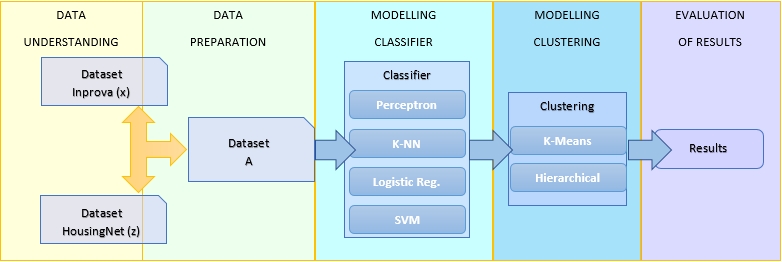 DATA
UNDERSTANDING
DATA
PREPARATION
MODELLING
CLASSIFIER
MODELLING
CLUSTERING
EVALUATION
OF RESULTS
Dataset
Inprova (x)
Dataset
HousingNet (z)
Dataset
A
Classifier
Perceptron
K-NN
Logistic Reg.
SVM
Clustering
K-Means
Hierarchical
Results